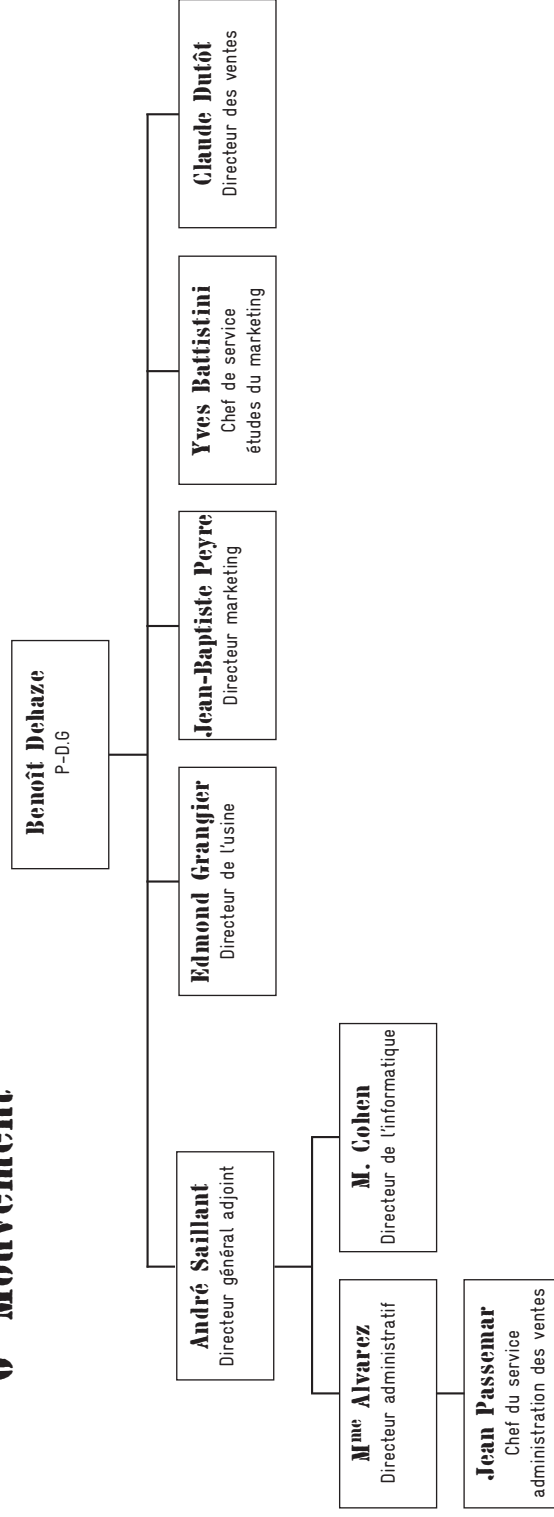 Mouvement
Benoît Dehaze
P-D.G
André Saillant
Directeur général adjoint
Edmond Grangier
Directeur de l'usine
Jean-Baptiste Peyre
Directeur marketing
Yves Battistini
Chef de service
études du marketing
Claude Dutôt
Directeur des ventes
Mme Alvarez
Directeur administratif
M. Cohen
Directeur de l'informatique
Jean Passemar
Chef du service
administration des ventes